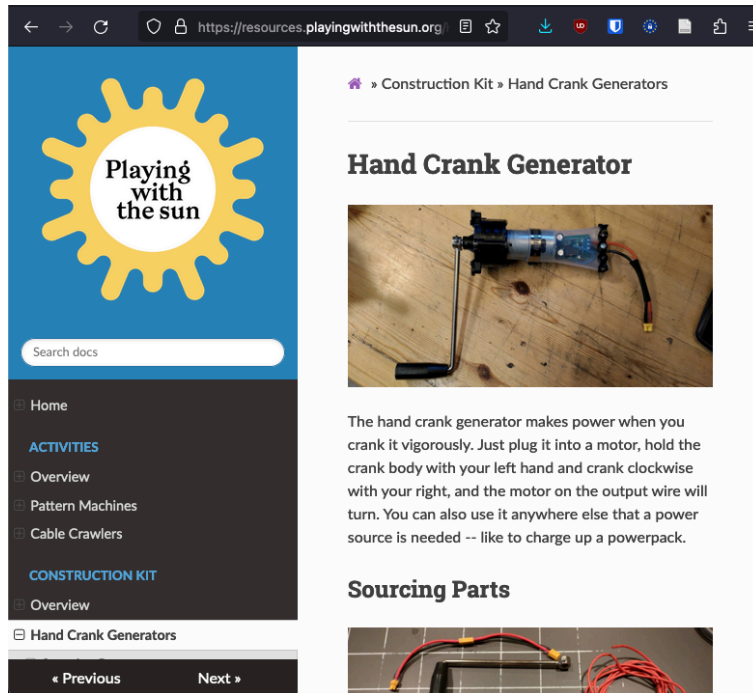 https://resources.playingwiththesun.org/
Playing
with
the sun
Search docs
Home
ACTIVITIES
Overview
Pattern Machines
Cable Crawlers
CONSTRUCTION KIT
Overview
Hand Crank Generators
« Previous
Next »
» Construction Kit » Hand Crank Generators
Hand Crank Generator
The hand crank generator makes power when you
crank it vigorously. Just plug it into a motor, hold the
crank body with your left hand and crank clockwise
with your right, and the motor on the output wire will
turn. You can also use it anywhere else that a power
source is needed -- like to charge up a powerpack.
Sourcing Parts